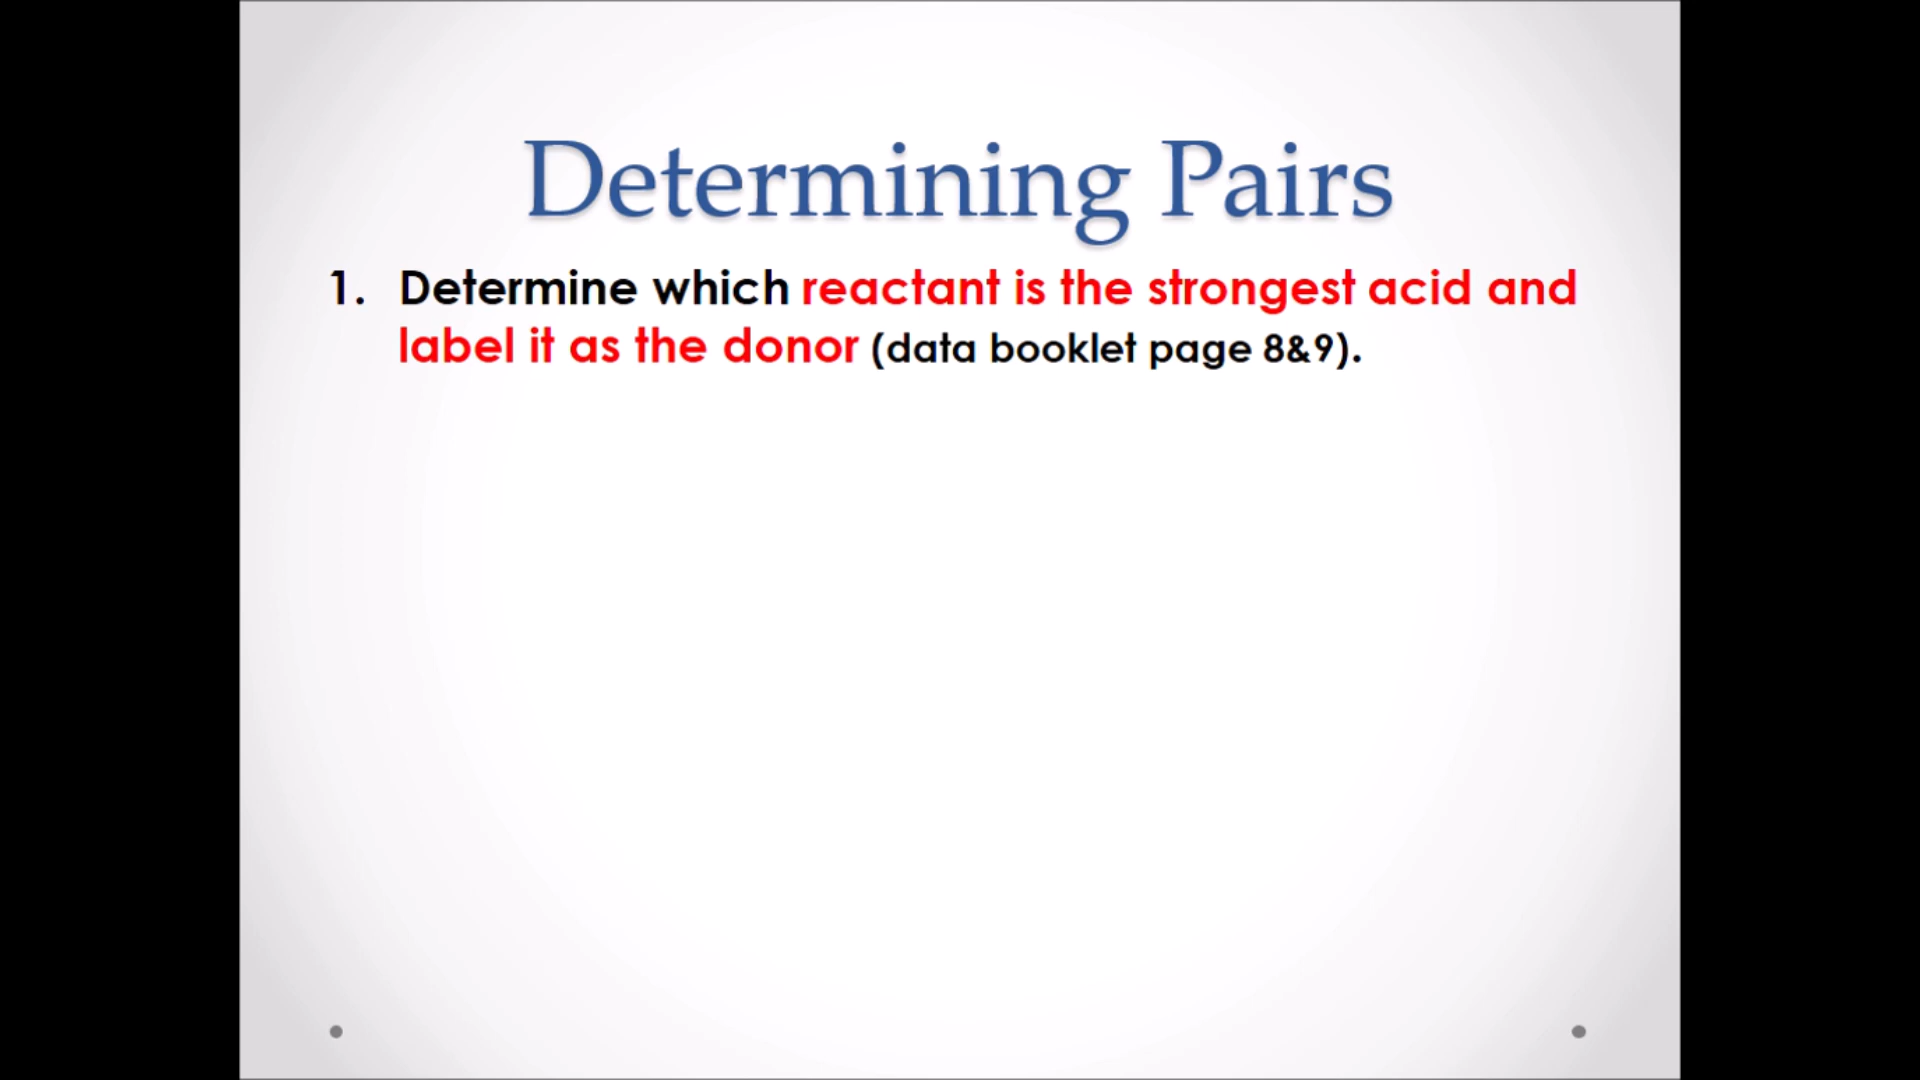 Determining Pairs
1. Determine which reactant is the strongest acid and
label it as the donor (data booklet page 8&9).